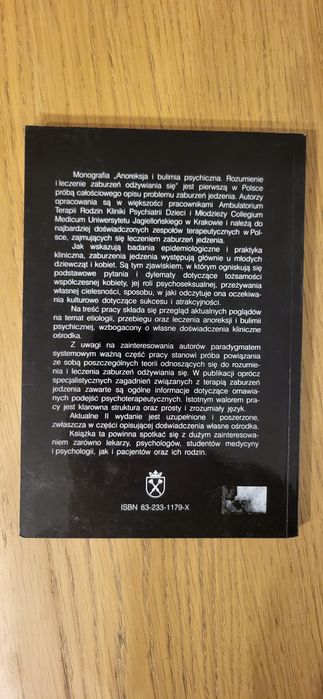 Monografia „Anoreksja i bulimia psychiczna. Rozumienie
i leczenie zaburzeń odżywiania się" jest pierwszą w Polsce
próbą całościowego opisu problemu zaburzeń jedzenia. Autorzy
opracowania są w większości pracownikami Ambulatorium
Terapii Rodzin Kliniki Psychiatrii Dzieci i Młodzieży Collegium
Medicum Uniwersytetu Jagiellońskiego w Krakowie i należą do
najbardziej doświadczonych zespołów terapeutycznych w Pol-
sce, zajmujących się leczeniem zaburzeń jedzenia.
Jak wskazują badania epidemiologiczne i praktyka
kliniczna, zaburzenia jedzenia występują głównie u młodych
dziewcząt i kobiet. Są tym zjawiskiem, w którym ogniskują się
podstawowe pytania i dylematy dotyczące tożsamości
współczesnej kobiety, jej roli psychoseksualnej, przeżywania
własnej cielesności, sposobu, w jaki odczytuje ona oczekiwa-
nia kulturowe dotyczące sukcesu i atrakcyjności.
Na treść pracy składa się przegląd aktualnych poglądów
na temat etiologii, przebiegu oraz leczenia anoreksji i bulimii
psychicznej, wzbogacony o własne doświadczenia kliniczne
ośrodka.
Z uwagi na zainteresowania autorów paradygmatem
systemowym ważną część pracy stanowi próba powiązania
ze sobą poszczególnych teorii odnoszących się do rozumie-
nia i leczenia zaburzeń odżywiania się. W publikacji oprócz
specjalistycznych zagadnień związanych z terapią zaburzeń
jedzenia zawarte są ogólne informacje dotyczące omawia-
nych podejść psychoterapeutycznych. Istotnym walorem pra-
cy jest klarowna struktura oraz prosty i zrozumiały język.
Aktualne II wydanie jest uzupełnione i poszerzone,
zwłaszcza w części opisującej doświadczenia własne ośrodka.
Książka ta powinna spotkać się z dużym zainteresowa-
niem zarówno lekarzy, psychologów, studentów medycyny
i psychologii, jak i pacjentów oraz ich rodzin.
ISBN 83-233-1179-X